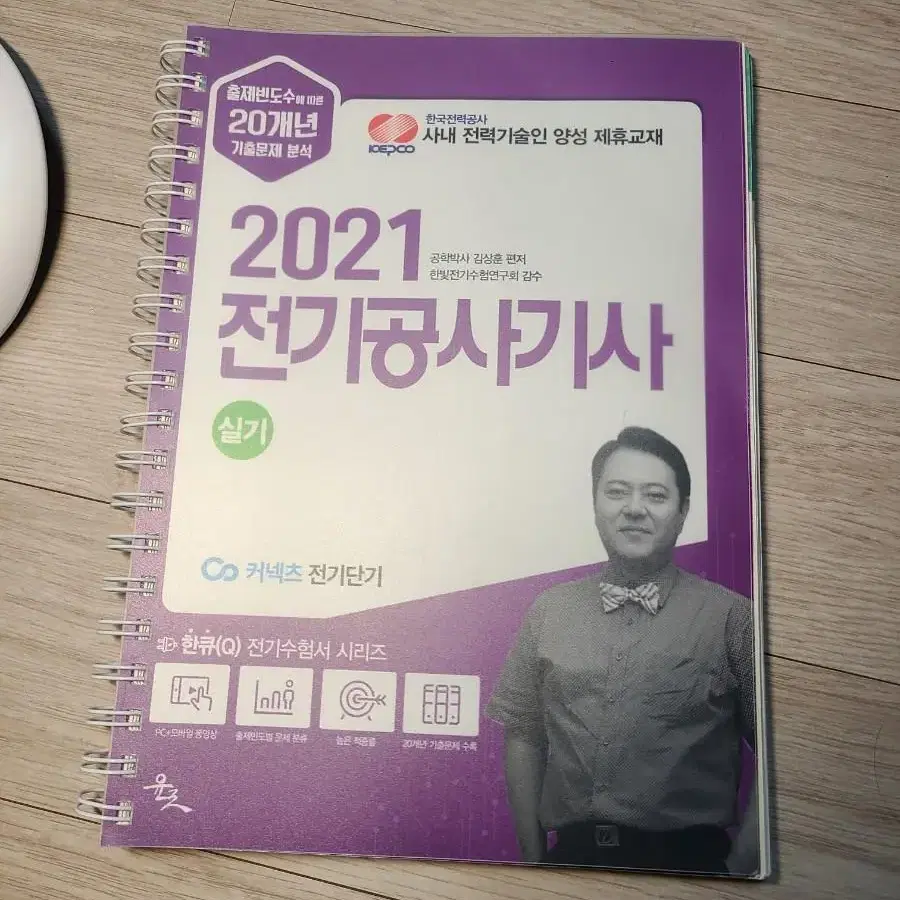 출제빈도수에 따른
20개년
기출문제 분석
한국전력공사
KEPCO
사내 전력기술인 양성 제휴교재
2021
공학박사 김상훈 편저
한빛전기수험연구회 감수
전기공사기사
실기
커넥츠 전기단기
한큐(Q) 전기수험서 시리즈
PC+모바일 동영상
출제빈도별 문제 분류
높은 적중률
20개년 기출문제 수록
윤조